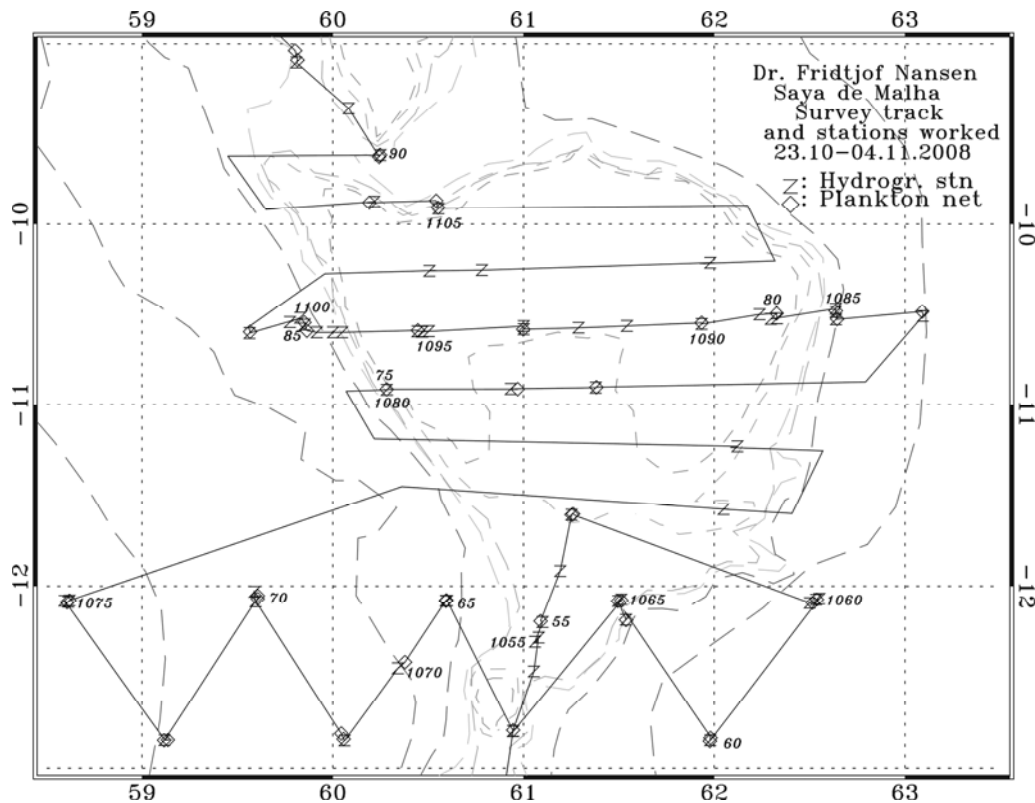 59 60 61 62 63
Dr. Fridtjof Nansen
Saya de Malha
Survey track
and stations worked
23.10-04.11.2008
Z: Hydrogr. stn
◇: Plankton net
90
-10 -10
1105
1100
85
80
1085
1095
1090
75
1080
-11 -11
-12 -12
1075
70
65
1065
1060
55
1055
1070
60
59 60 61 62 63